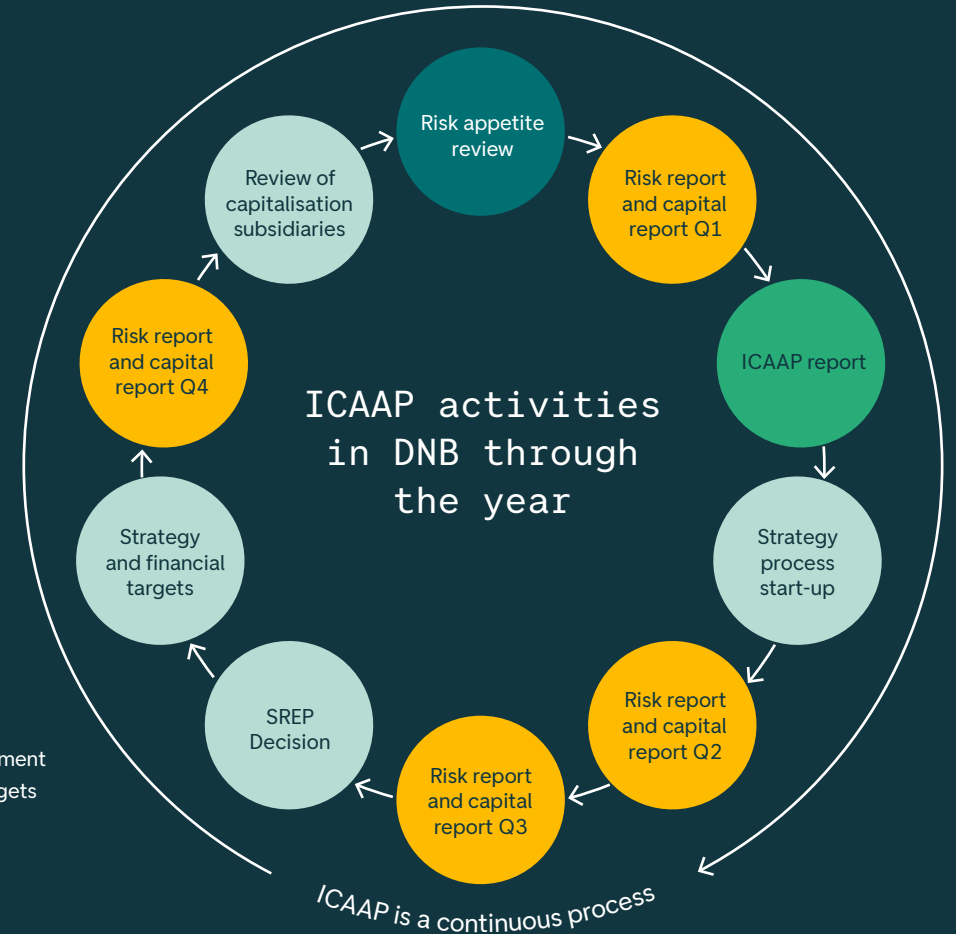 Risk appetite
review
Risk report
and capital
report Q1
ICAAP report
Strategy
process
start-up
Risk report
and capital
report Q2
Risk report
and capital
report Q3
SREP
Decision
Strategy
and financial
targets
Risk report
and capital
report Q4
Review of
capitalisation
subsidiaries
ICAAP activities
in DNB through
the year
ment
gets
ICAAP is a continuous process